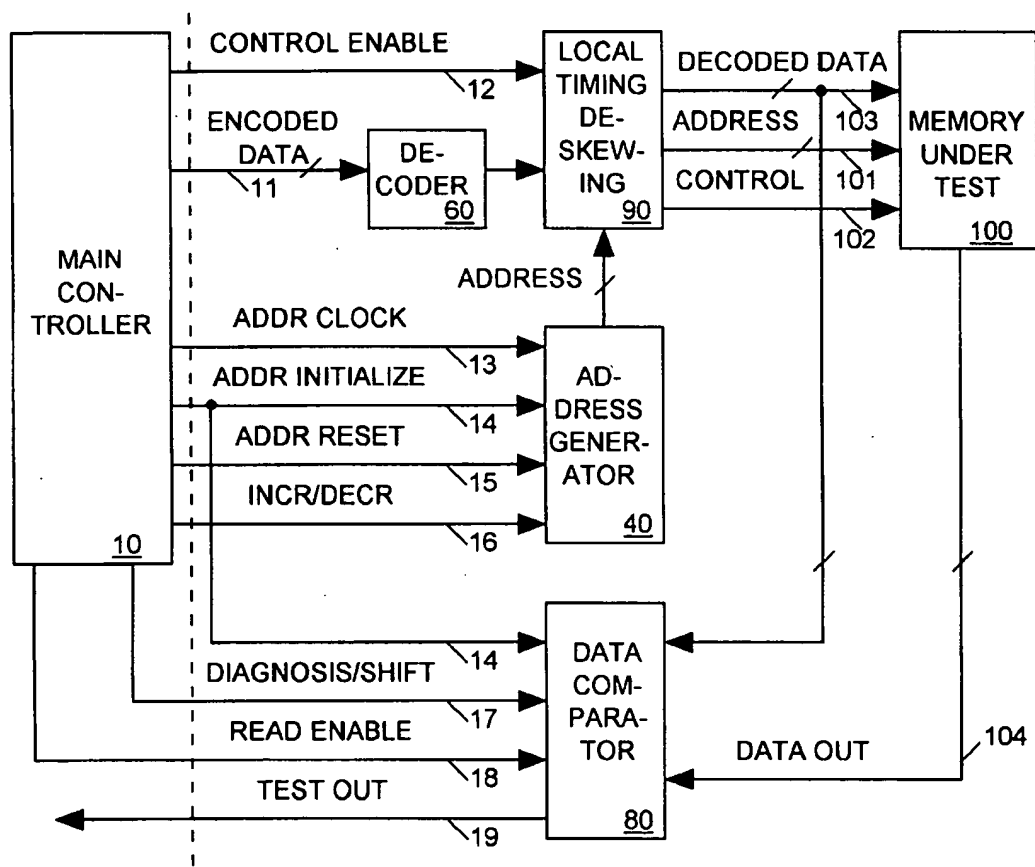 CONTROL ENABLE
12
ENCODED
DATA
11
DE-
CODER
60
LOCAL
TIMING
DE-
SKEW-
ING
90
DECODED DATA
103
ADDRESS
101
CONTROL
102
MEMORY
UNDER
TEST
100
MAIN
CON-
TROLLER
10
ADDRESS
ADDR CLOCK
13
ADDR INITIALIZE
14
ADDR RESET
15
INCR/DECR
16
AD-
DRESS
GENER-
ATOR
40
14
DIAGNOSIS/SHIFT
17
READ ENABLE
18
TEST OUT
19
DATA
COM-
PARA-
TOR
80
DATA OUT
104